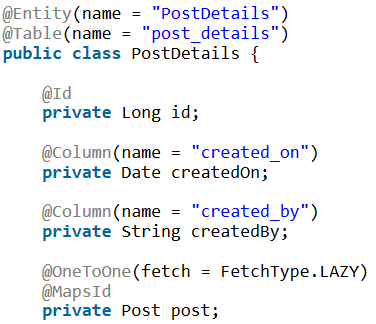 @Entity(name = "PostDetails")
@Table(name = "post_details")
public class PostDetails {
@Id
private Long id;
@Column(name = "created_on")
private Date createdOn;
@Column(name = "created_by")
private String createdBy;
@OneToOne(fetch = FetchType.LAZY)
@MapsId
private Post post;